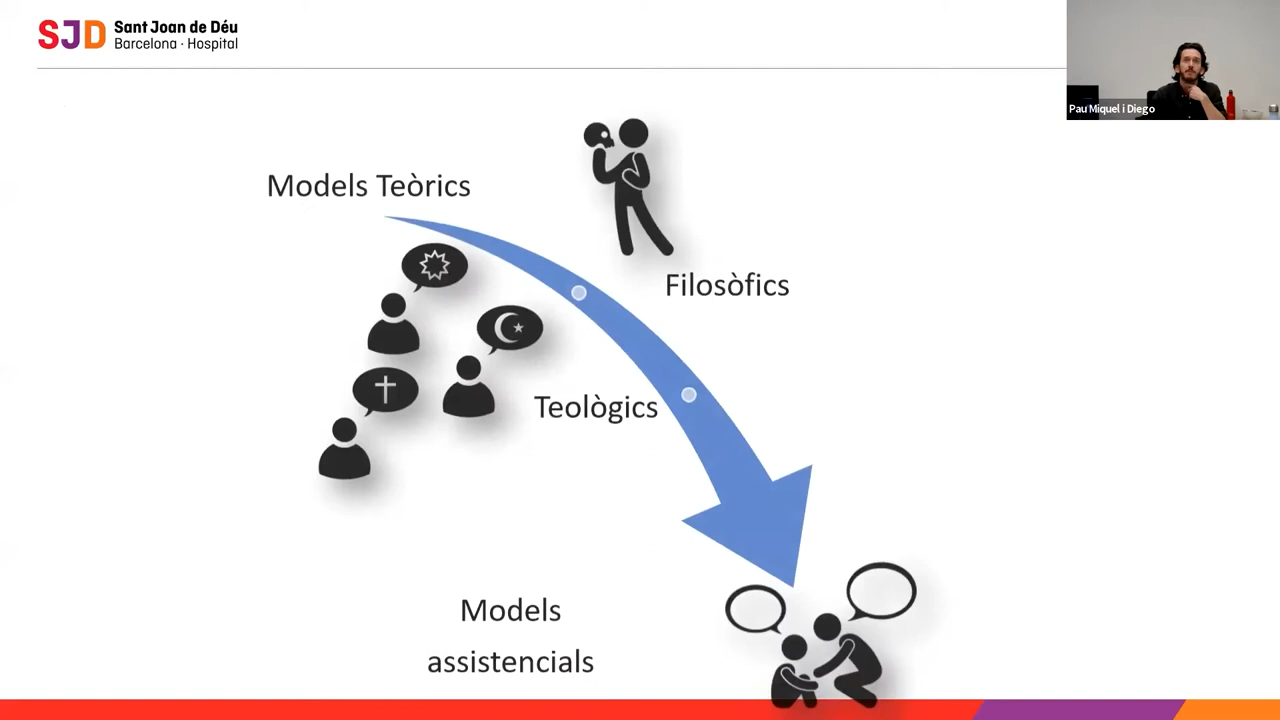 SJD Sant Joan de Déu
Barcelona · Hospital
Pau Miquel i Diego
Models Teòrics
Filosòfics
Teològics
Models
assistencials